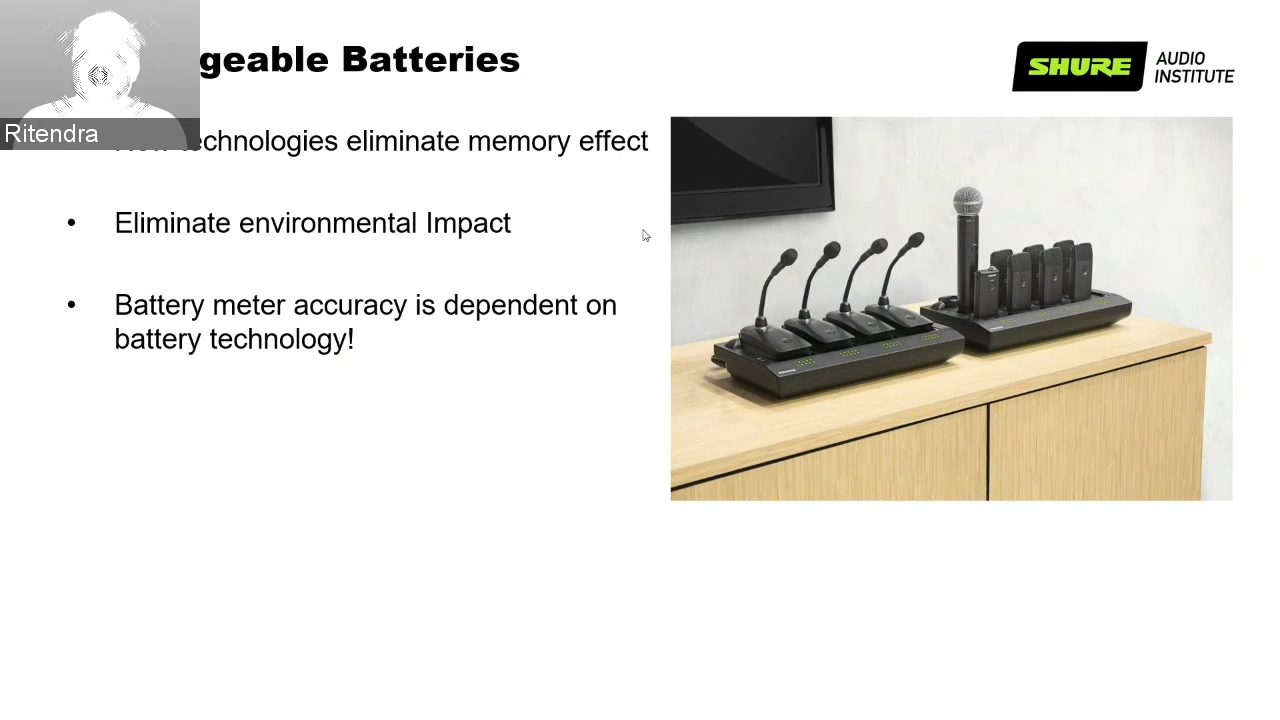 geable Batteries
SHURE AUDIO
INSTITUTE
Ritendra
technologies eliminate memory effect
• Eliminate environmental Impact
• Battery meter accuracy is dependent on
battery technology!